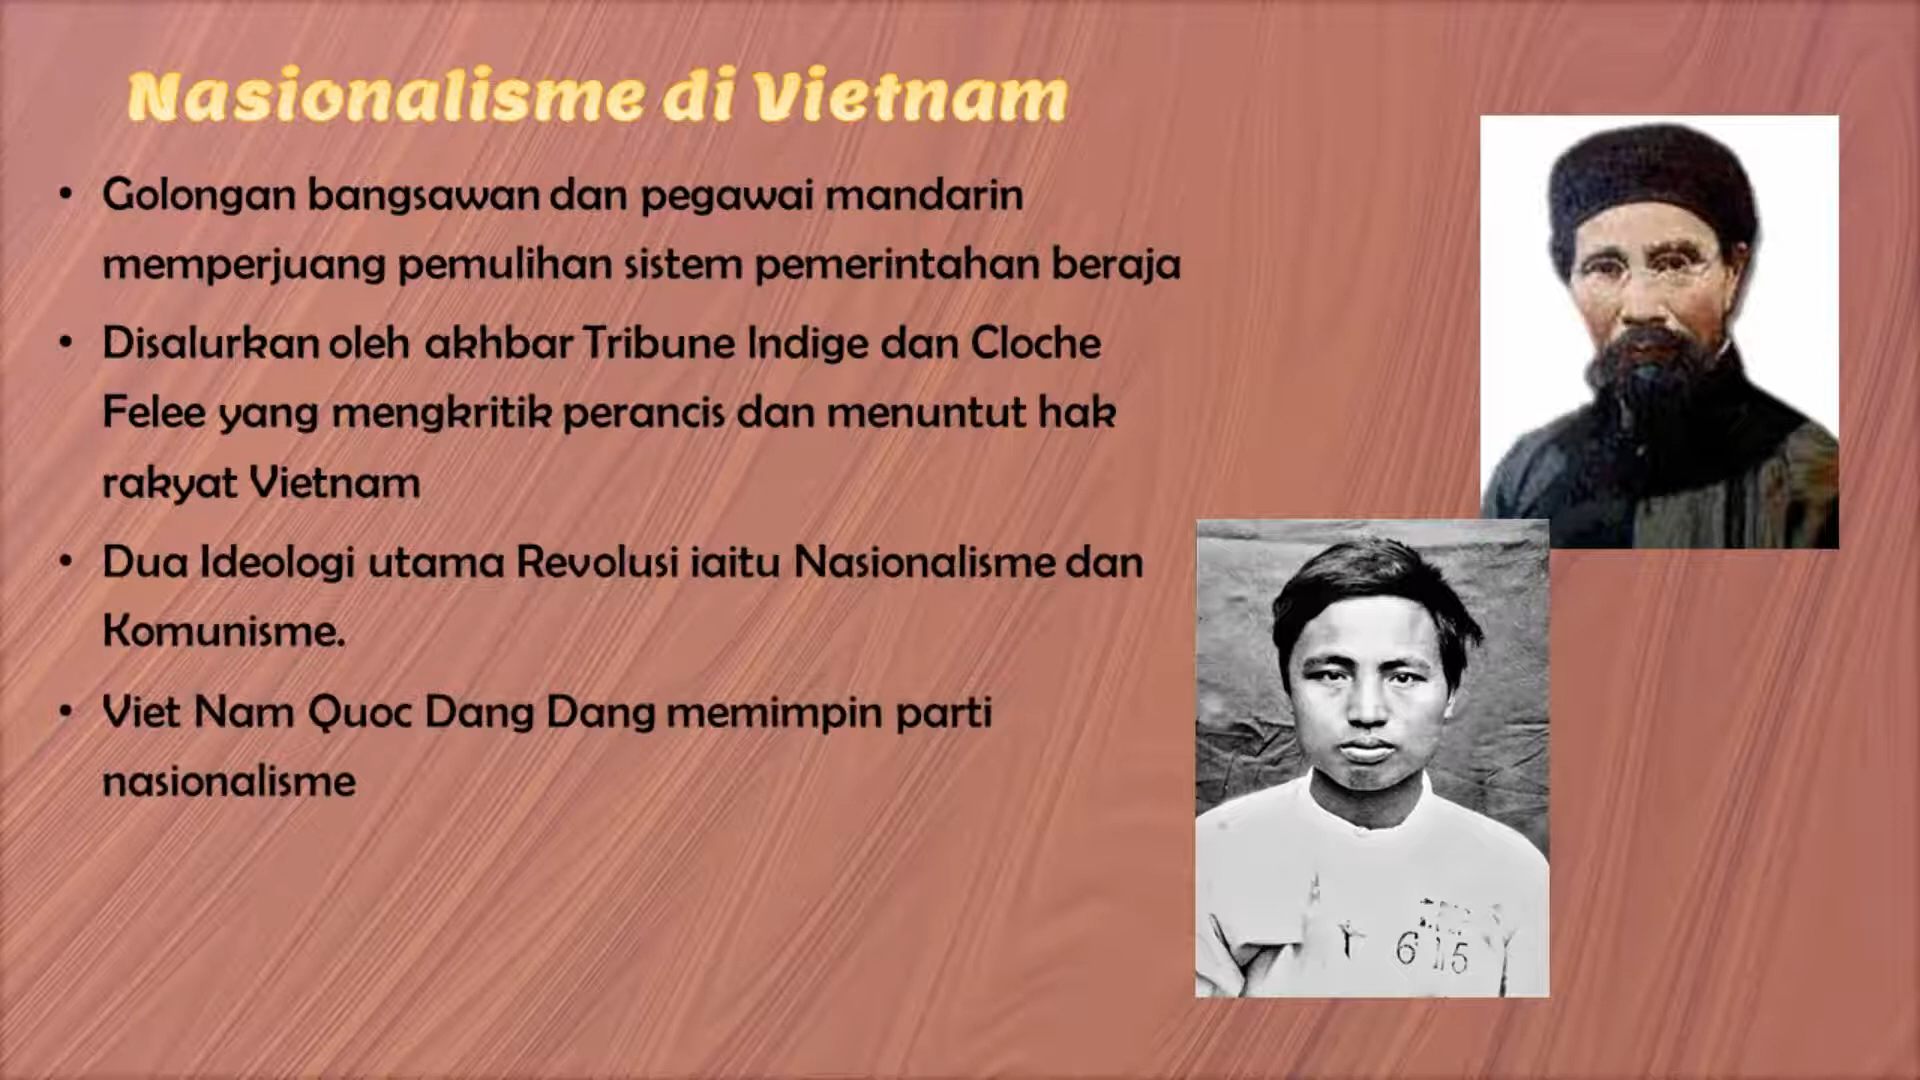 Nasionalisme di Vietnam
• Golongan bangsawan dan pegawai mandarin
memperjuang pemulihan sistem pemerintahan beraja
• Disalurkan oleh akhbar Tribune Indige dan Cloche
Felee yang mengkritik perancis dan menuntut hak
rakyat Vietnam
• Dua Ideologi utama Revolusi iaitu Nasionalisme dan
Komunisme.
• Viet Nam Quoc Dang Dang memimpin parti
nasionalisme
615